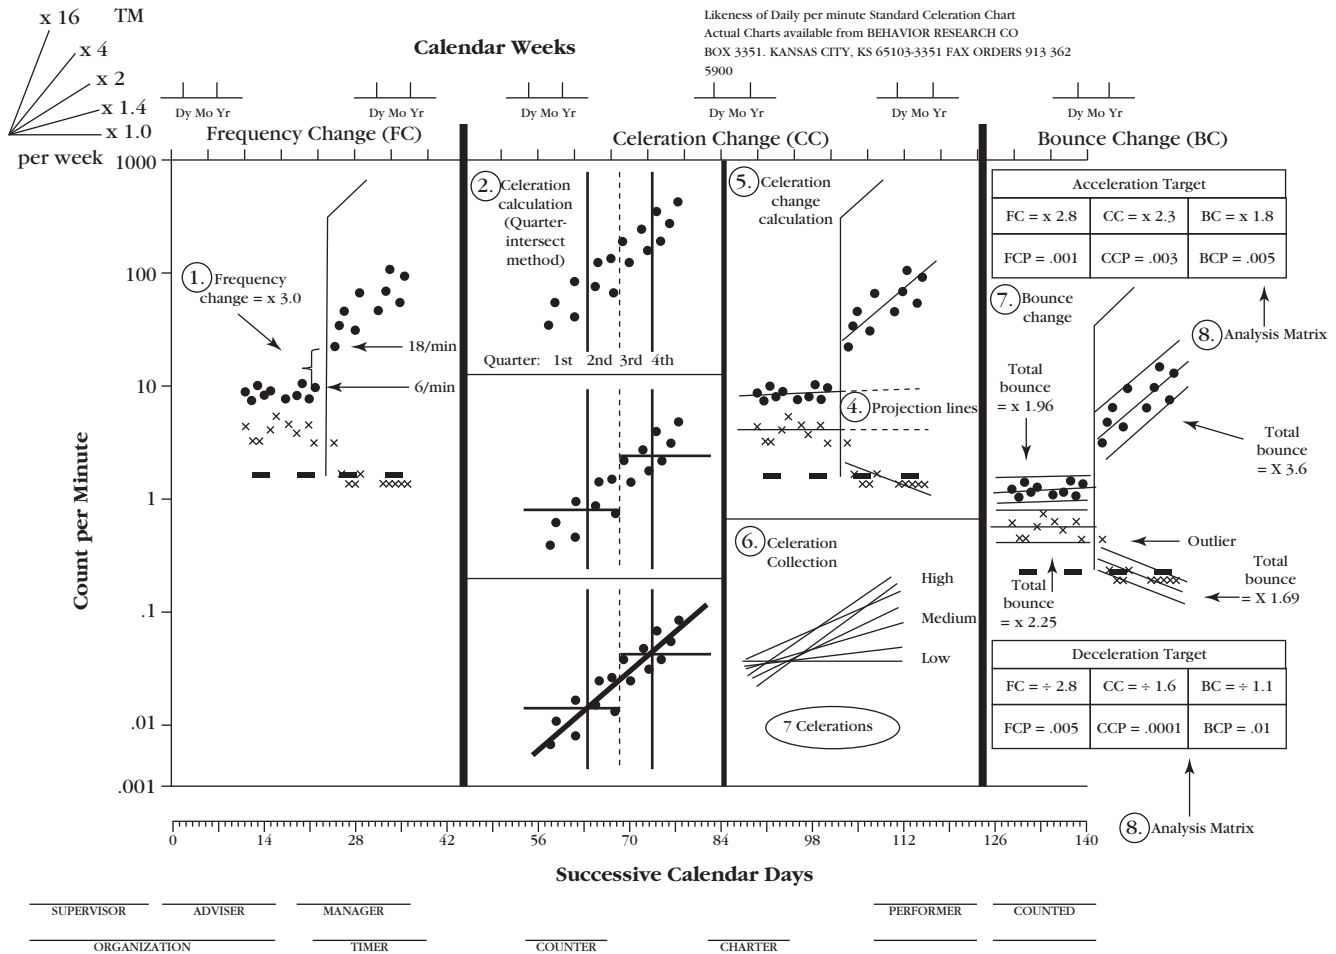 x 16 TM
x 4
x 2
x 1.4
x 1.0
per week
Calendar Weeks
Likeness of Daily per minute Standard Celeration Chart
Actual Charts available from BEHAVIOR RESEARCH CO
BOX 3351. KANSAS CITY, KS 65103-3351 FAX ORDERS 913 362
5900
Dy Mo Yr
Dy Mo Yr
Dy Mo Yr
Dy Mo Yr
Dy Mo Yr
Dy Mo Yr
Frequency Change (FC)
Celeration Change (CC)
Bounce Change (BC)
Count per Minute
1000
100
10
1
.1
.01
.001
1. Frequency
change = x 3.0
18/min
6/min
2. Celeration
calculation
(Quarter-
intersect
method)
Quarter: 1st 2nd 3rd 4th
5. Celeration
change
calculation
4. Projection lines
6. Celeration
Collection
High
Medium
Low
7 Celerations
Acceleration Target
FC = x 2.8 CC = x 2.3 BC = x 1.8
FCP = .001 CCP = .003 BCP = .005
7. Bounce
change
8. Analysis Matrix
Total
bounce
= x 1.96
Total
bounce
= X 3.6
Outlier
Total
bounce
= x 2.25
Total
bounce
= X 1.69
Deceleration Target
FC = ÷ 2.8 CC = ÷ 1.6 BC = ÷ 1.1
FCP = .005 CCP = .0001 BCP = .01
8. Analysis Matrix
0 14 28 42 56 70 84 98 112 126 140
Successive Calendar Days
SUPERVISOR ADVISER MANAGER PERFORMER COUNTED
ORGANIZATION TIMER COUNTER CHARTER